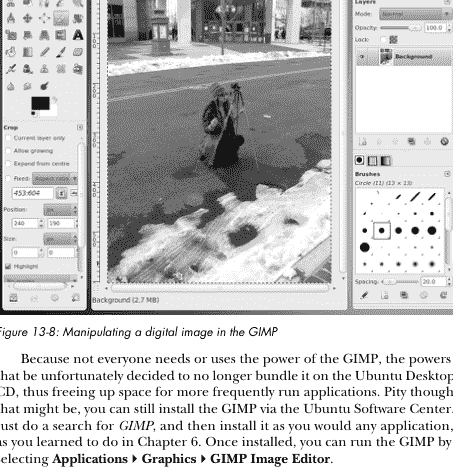 Layers
Mode: Normal
Opacity: 100.0
Lock:
Background
Crop
Current layer only
Allow growing
Expand from centre
Fixed: Aspect ratio
453:604
Position:
240 190
Size:
0 0
Highlight
Brushes
Circle (11) (13 × 13)
Spacing: 20.0
Background (2.7 MB)
igure 13-8: Manipulating a digital image in the GIMP
Because not everyone needs or uses the power of the GIMP, the powers
hat be unfortunately decided to no longer bundle it on the Ubuntu Desktop
CD, thus freeing up space for more frequently run applications. Pity though
hat might be, you can still install the GIMP via the Ubuntu Software Center.
ust do a search for GIMP, and then install it as you would any application,
as you learned to do in Chapter 6. Once installed, you can run the GIMP by
selecting Applications ▸ Graphics ▸ GIMP Image Editor.